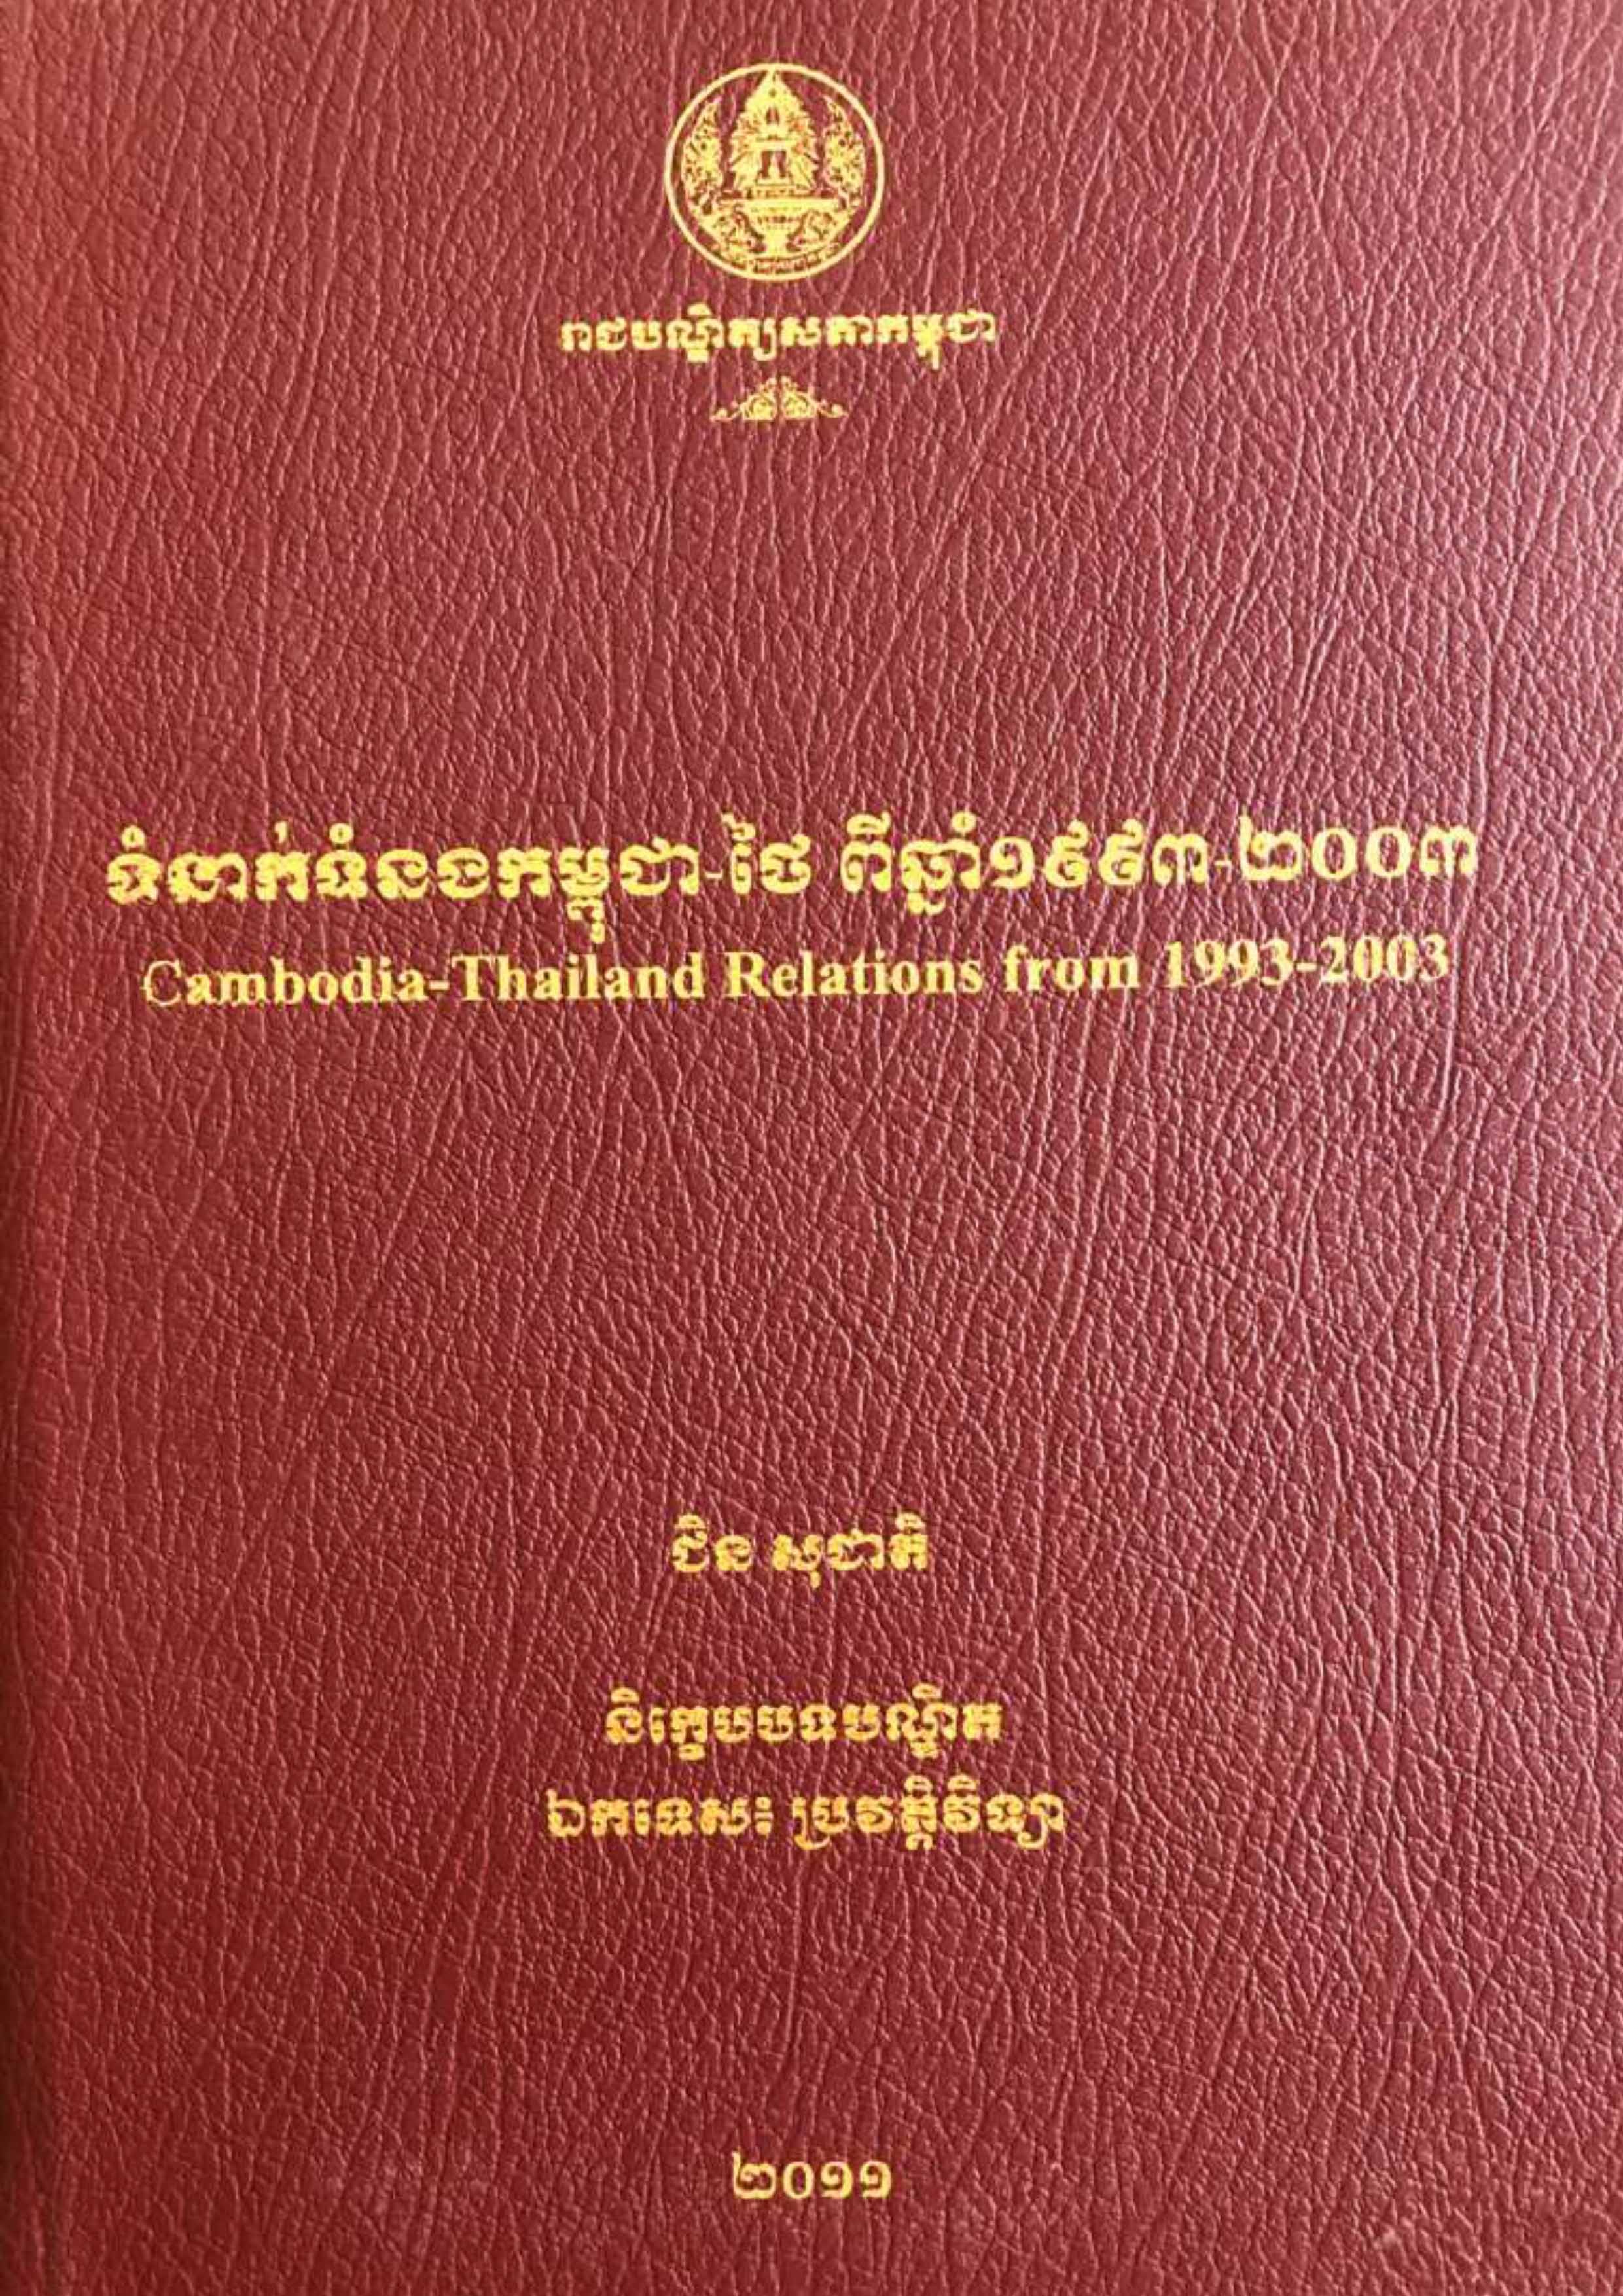 រាជបណ្ឌិត្យសភាកម្ពុជា
ទំនាក់ទំនងកម្ពុជា-ថៃ ពីឆ្នាំ១៩៩៣-២០០៣
Cambodia-Thailand Relations from 1993-2003
ជិន សុជាតិ
និក្ខេបបទបណ្ឌិត
ឯកទេស៖ ប្រវត្តិវិទ្យា
២០១១